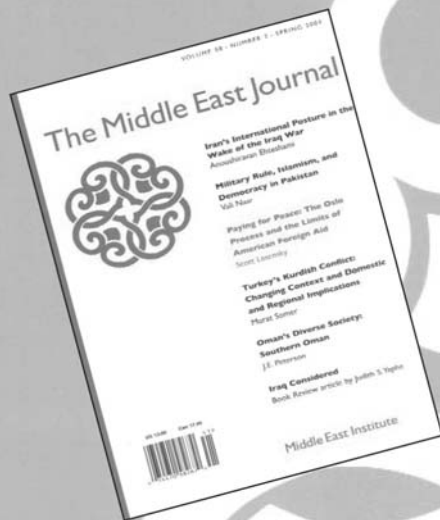 VOLUME 58 • NUMBER 2 • SPRING 2004
The Middle East Journal
Iran's International Posture in the
Wake of the Iraq War
Anoushiravan Ehteshami
Military Rule, Islamism, and
Democracy in Pakistan
Vali Nasr
Paying for Peace: The Oslo
Process and the Limits of
American Foreign Aid
Scott Lasensky
Turkey's Kurdish Conflict:
Changing Context and Domestic
and Regional Implications
Murat Somer
Oman's Diverse Society:
Southern Oman
J.E. Peterson
Iraq Considered
Book Review article by Judith S. Yaphe
Middle East Institute